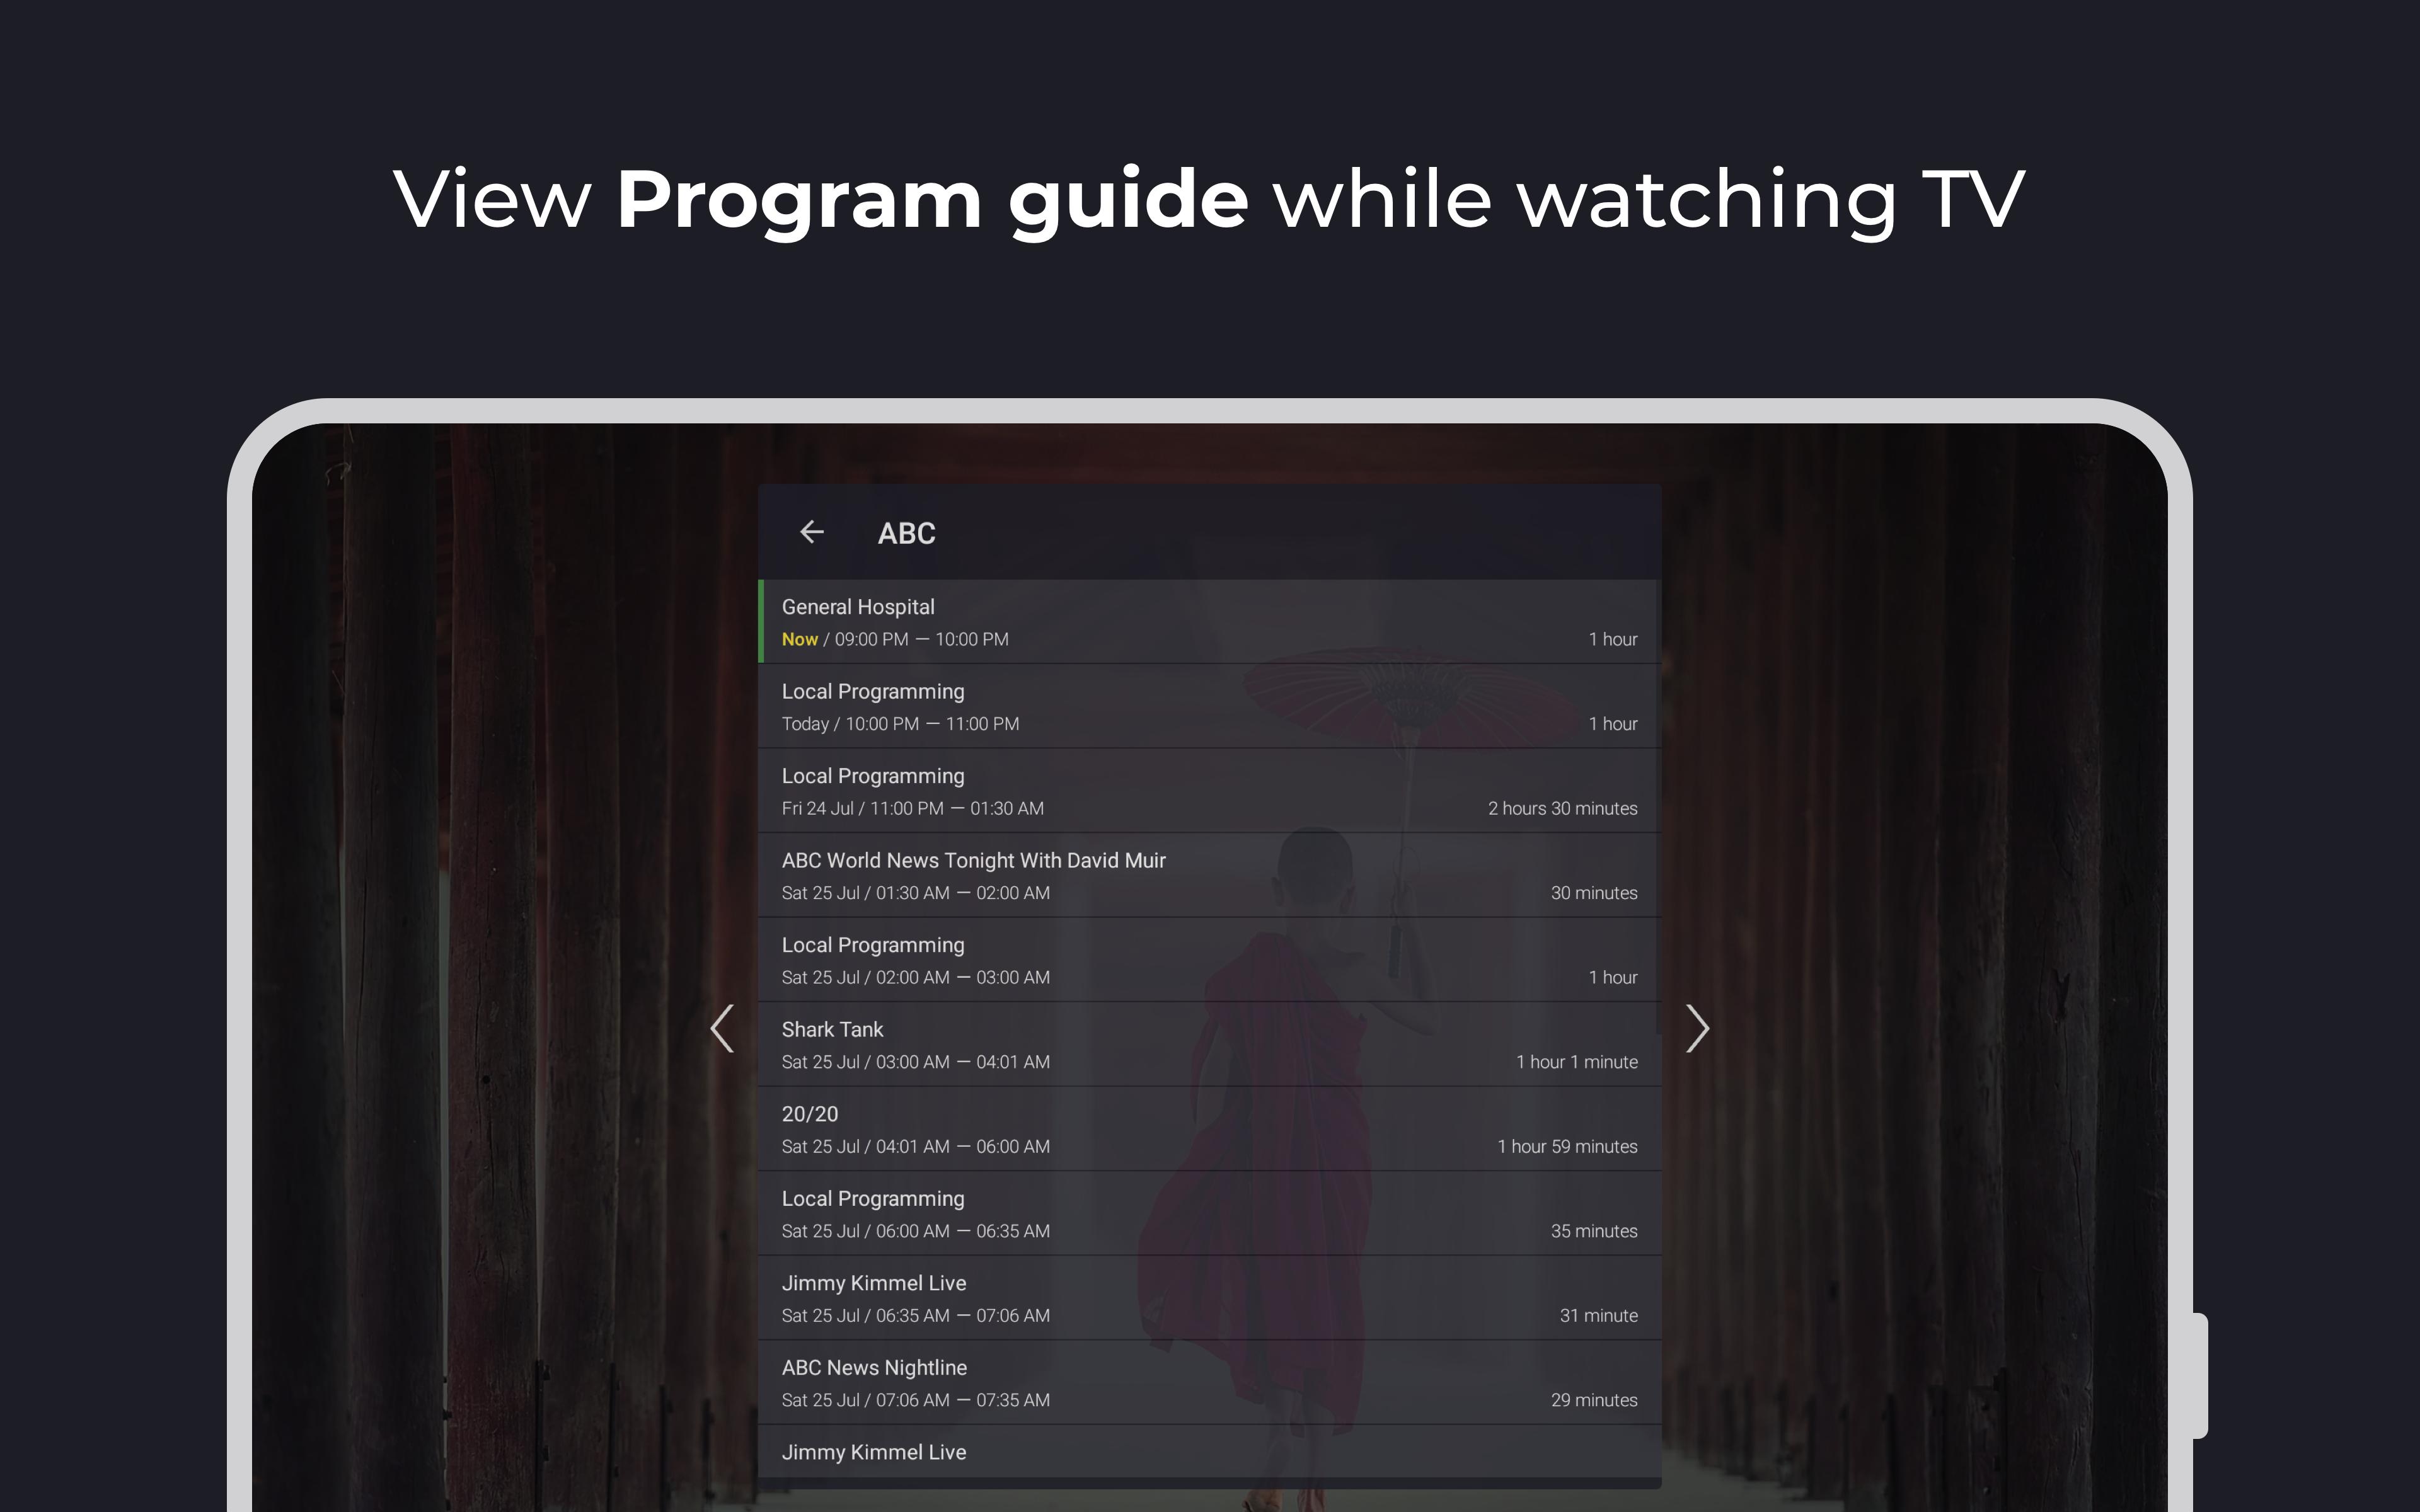 View Program guide while watching TV
ABC
General Hospital
Now / 09:00 PM — 10:00 PM 1 hour
Local Programming
Today / 10:00 PM — 11:00 PM 1 hour
Local Programming
Fri 24 Jul / 11:00 PM — 01:30 AM 2 hours 30 minutes
ABC World News Tonight With David Muir
Sat 25 Jul / 01:30 AM — 02:00 AM 30 minutes
Local Programming
Sat 25 Jul / 02:00 AM — 03:00 AM 1 hour
Shark Tank
Sat 25 Jul / 03:00 AM — 04:01 AM 1 hour 1 minute
20/20
Sat 25 Jul / 04:01 AM — 06:00 AM 1 hour 59 minutes
Local Programming
Sat 25 Jul / 06:00 AM — 06:35 AM 35 minutes
Jimmy Kimmel Live
Sat 25 Jul / 06:35 AM — 07:06 AM 31 minute
ABC News Nightline
Sat 25 Jul / 07:06 AM — 07:35 AM 29 minutes
Jimmy Kimmel Live